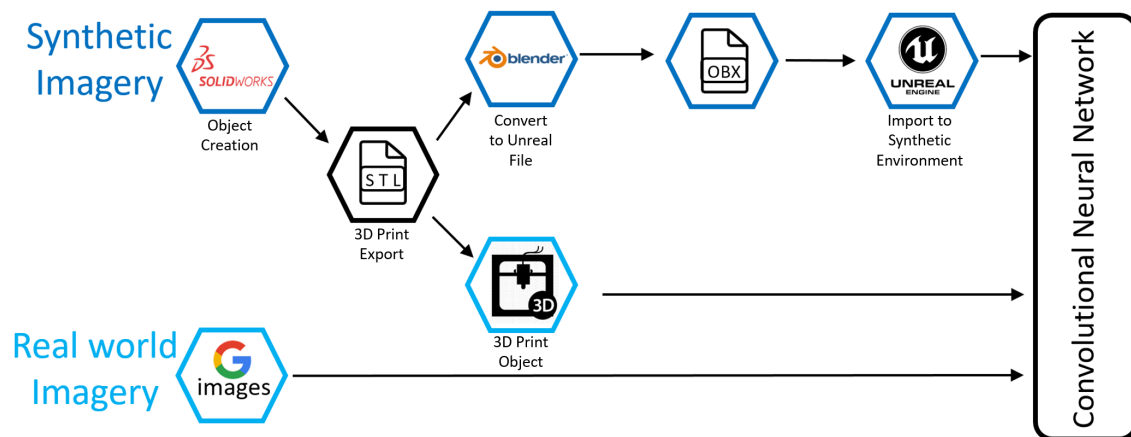 Synthetic
Imagery
SOLIDWORKS
Object
Creation
STL
3D Print
Export
blender
Convert
to Unreal
File
OBX
UNREAL
ENGINE
Import to
Synthetic
Environment
3D
3D Print
Object
Real world
Imagery
G
images
Convolutional Neural Network